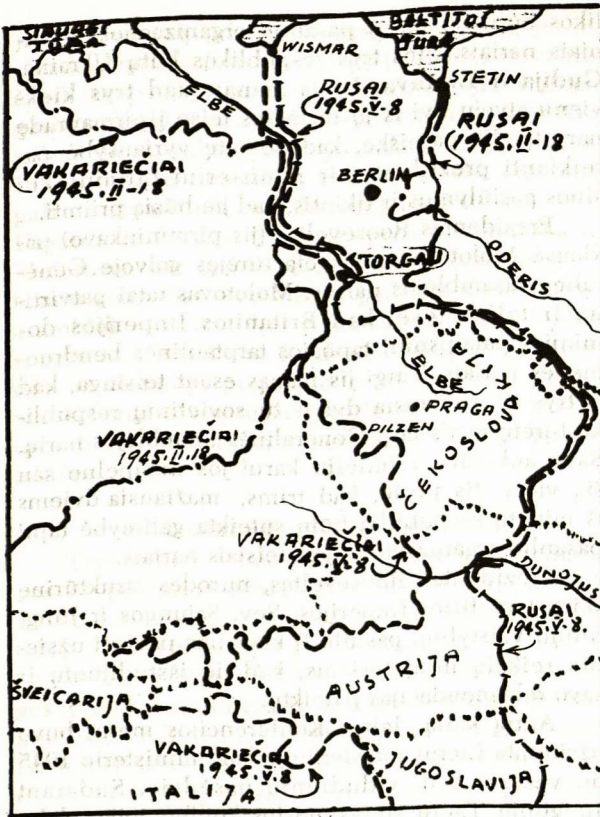 ŠIAURĖS
JŪRA
BALTIJOS
JŪRA
WISMAR
STETIN
ELBE
RUSAI
1945.V-8
RUSAI
1945.II-18
VAKARIEČIAI
1945.II-18
BERLIN
TORGAU
ODERIS
ELBE
ČEKOSLOVAKIJA
PRAGA
PILZEN
VAKARIEČIAI
1945.II.18
VAKARIEČIAI
1945.V-8
DUNOJUS
RUSAI
1945.V-8.
AUSTRIJA
ŠVEICARIJA
VAKARIEČIAI
1945.V.8
ITALIJA
JUGOSLAVIJA